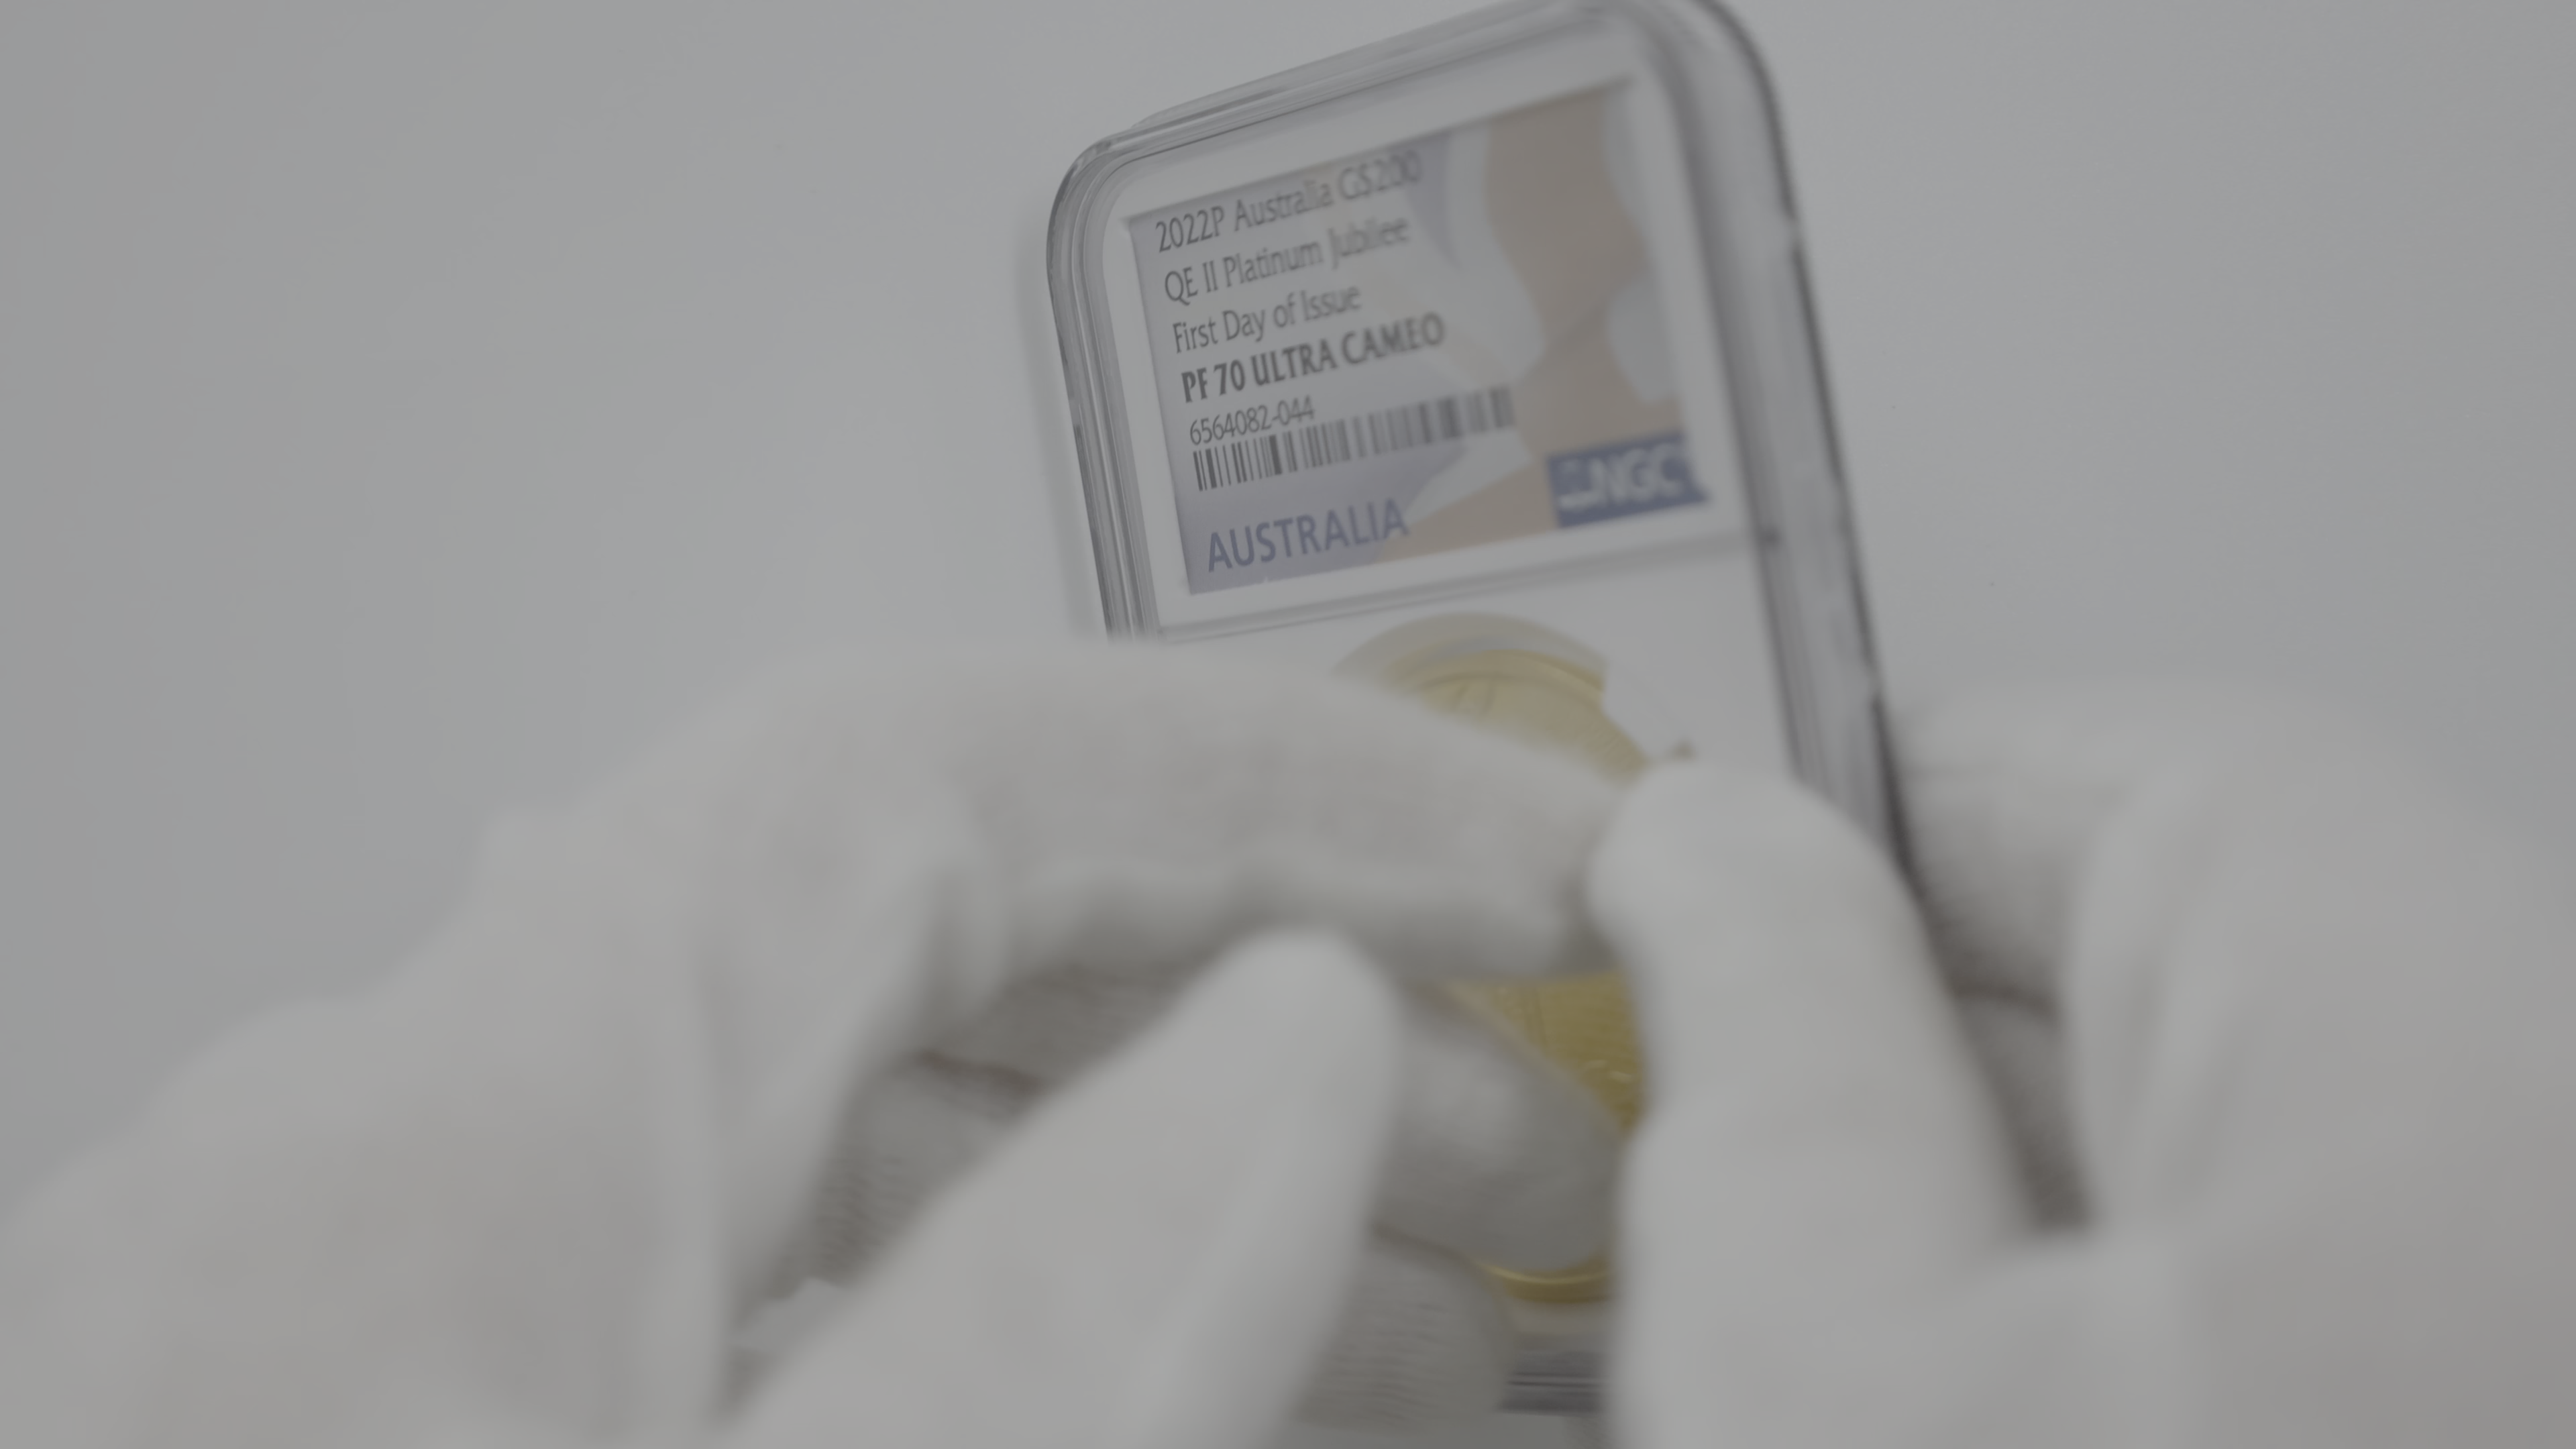 2022P Australia G$200
QE II Platinum Jubilee
First Day of Issue
PF 70 ULTRA CAMEO
6564082-044
AUSTRALIA
NGC